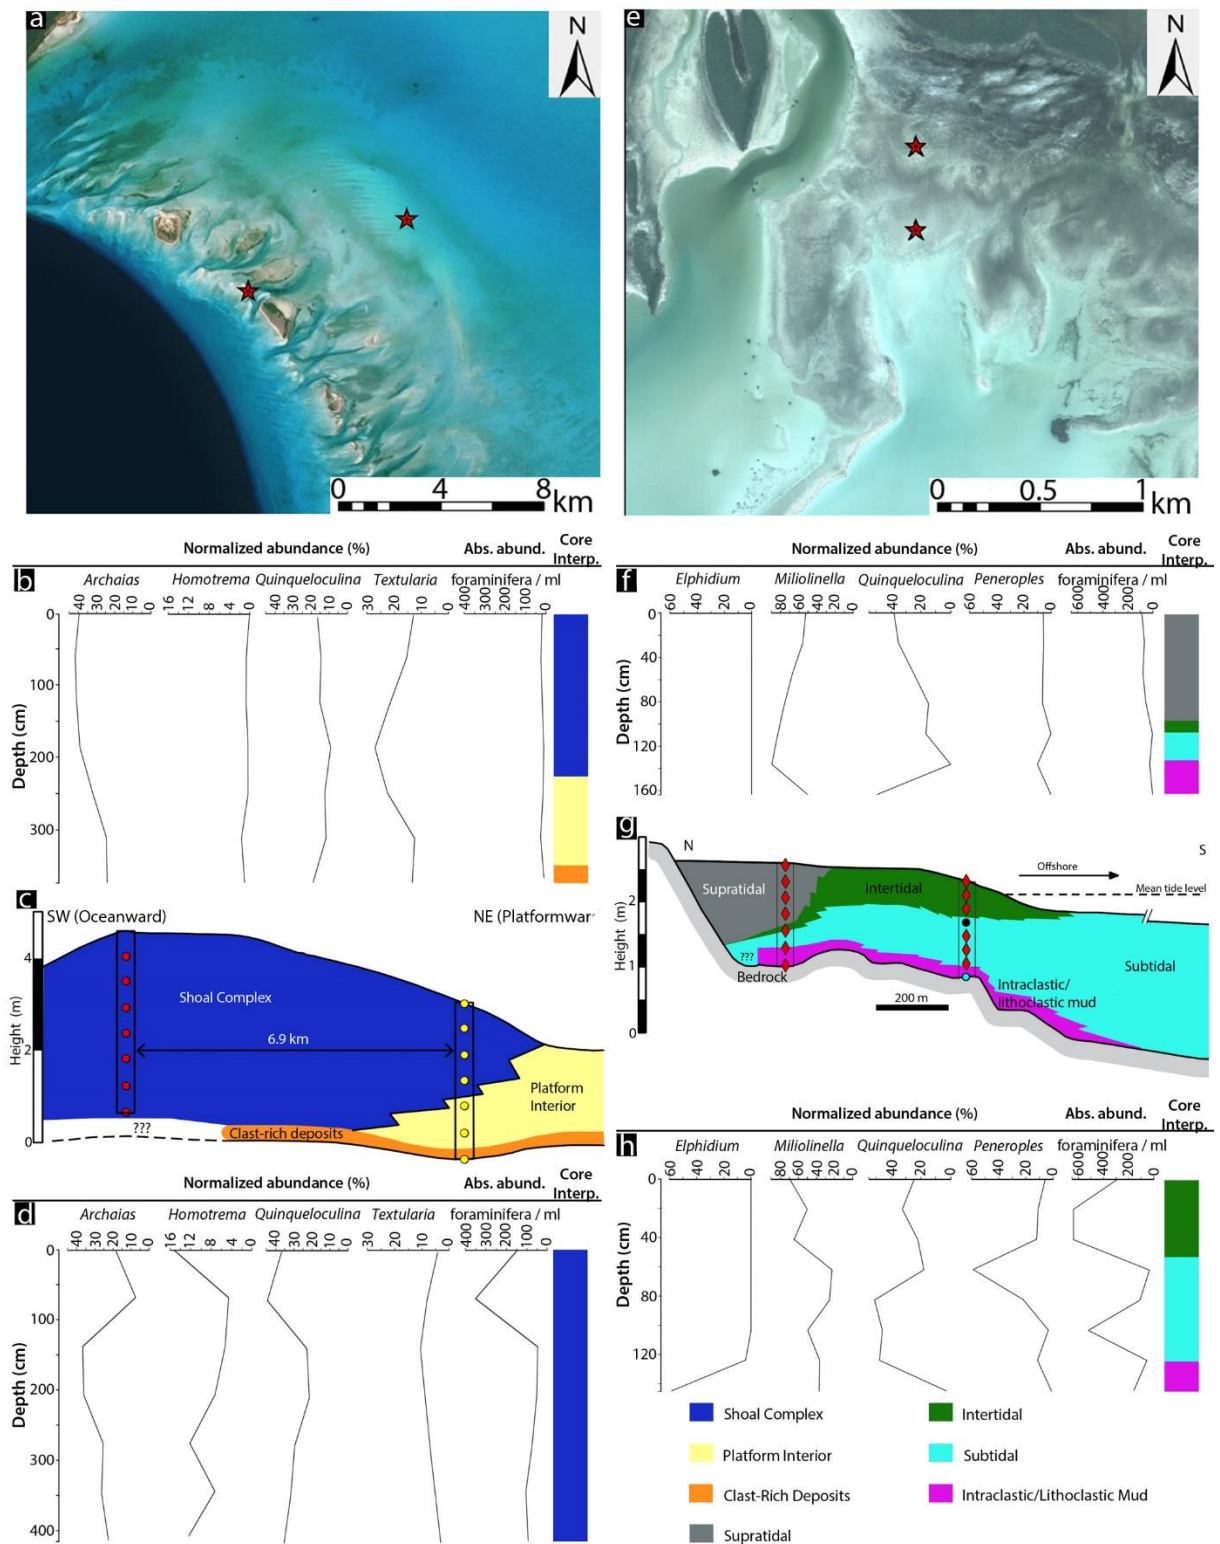 a
N
0 4 8 km
e
N
0 0.5 1 km
Normalized abundance (%) Abs. abund. Core Interp.
b
Archaias Homotrema Quinqueloculina Textularia foraminifera / ml
40 30 20 10 0 16 12 8 4 0 40 30 20 10 0 30 20 10 0 400 300 200 100 0
0
100
200
300
Depth (cm)
c
SW (Oceanward) NE (Platformwar
4
2
0
Height (m)
Shoal Complex
6.9 km
Platform Interior
Clast-rich deposits
???
Normalized abundance (%) Abs. abund. Core Interp.
d
Archaias Homotrema Quinqueloculina Textularia foraminifera / ml
40 30 20 10 0 16 12 8 4 0 40 30 20 10 0 30 20 10 0 400 300 200 100 0
0
100
200
300
400
Depth (cm)
Normalized abundance (%) Abs. abund. Core Interp.
f
Elphidium Miliolinella Quinqueloculina Peneroples foraminifera / ml
60 40 20 0 80 60 40 20 0 60 40 20 0 60 40 20 0 600 400 200 0
0
40
80
120
160
Depth (cm)
g
N S
2
1
0
Height (m)
Supratidal
Intertidal
Offshore
Mean tide level
???
Bedrock
200 m
Intraclastic/
lithoclastic mud
Subtidal
Normalized abundance (%) Abs. abund. Core Interp.
h
Elphidium Miliolinella Quinqueloculina Peneroples foraminifera / ml
60 40 20 0 80 60 40 20 0 60 40 20 0 60 40 20 0 600 400 200 0
0
40
80
120
Depth (cm)
Shoal Complex
Platform Interior
Clast-Rich Deposits
Supratidal
Intertidal
Subtidal
Intraclastic/Lithoclastic Mud